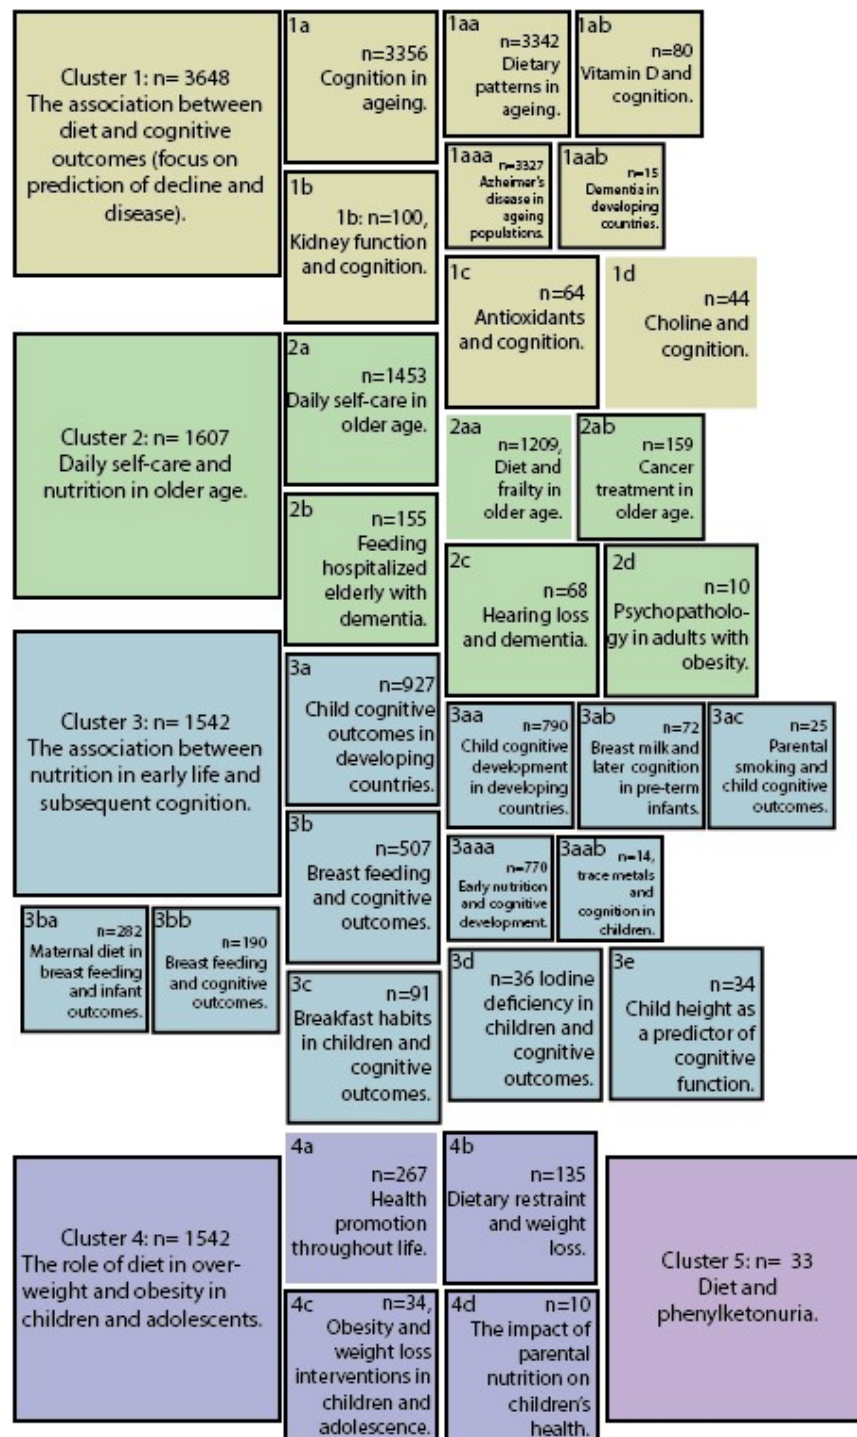 Cluster 1: n= 3648
The association between
diet and cognitive
outcomes (focus on
prediction of decline and
disease).
1a
n=3356
Cognition in
ageing.
1aa
n=3342
Dietary
patterns in
ageing.
1ab
n=80
Vitamin D and
cognition.
1aaa
n=3327
Azheimer's
disease in
ageing
populations.
1aab
n=15
Dementia in
developing
countries.
1b
1b: n=100,
Kidney function
and cognition.
1c
n=64
Antioxidants
and cognition.
1d
n=44
Choline and
cognition.
Cluster 2: n= 1607
Daily self-care and
nutrition in older age.
2a
n=1453
Daily self-care in
older age.
2aa
n=1209,
Diet and
frailty in
older age.
2ab
n=159
Cancer
treatment in
older age.
2b
n=155
Feeding
hospitalized
elderly with
dementia.
2c
n=68
Hearing loss
and dementia.
2d
n=10
Psychopatholo-
gy in adults with
obesity.
Cluster 3: n= 1542
The association between
nutrition in early life and
subsequent cognition.
3a
n=927
Child cognitive
outcomes in
developing
countries.
3aa
n=790
Child cognitive
development
in developing
countries.
3ab
n=72
Breast milk and
later cognition
in pre-term
infants.
3ac
n=25
Parental
smoking and
child cognitive
outcomes.
3b
n=507
Breast feeding
and cognitive
outcomes.
3aaa
n=770
Early nutrition
and cognitive
development.
3aab
n=14,
trace metals
and
cognition in
children.
3ba
n=282
Maternal diet in
breast feeding
and infant
outcomes.
3bb
n=190
Breast feeding
and cognitive
outcomes.
3c
n=91
Breakfast habits
in children and
cognitive
outcomes.
3d
n=36 Iodine
deficiency in
children and
cognitive
outcomes.
3e
n=34
Child height as
a predictor of
cognitive
function.
Cluster 4: n= 1542
The role of diet in over-
weight and obesity in
children and adolescents.
4a
n=267
Health
promotion
throughout life.
4b
n=135
Dietary restraint
and weight
loss.
4c
n=34,
Obesity and
weight loss
interventions in
children and
adolescence.
4d
n=10
The impact of
parental
nutrition on
children's
health.
Cluster 5: n= 33
Diet and
phenylketonuria.